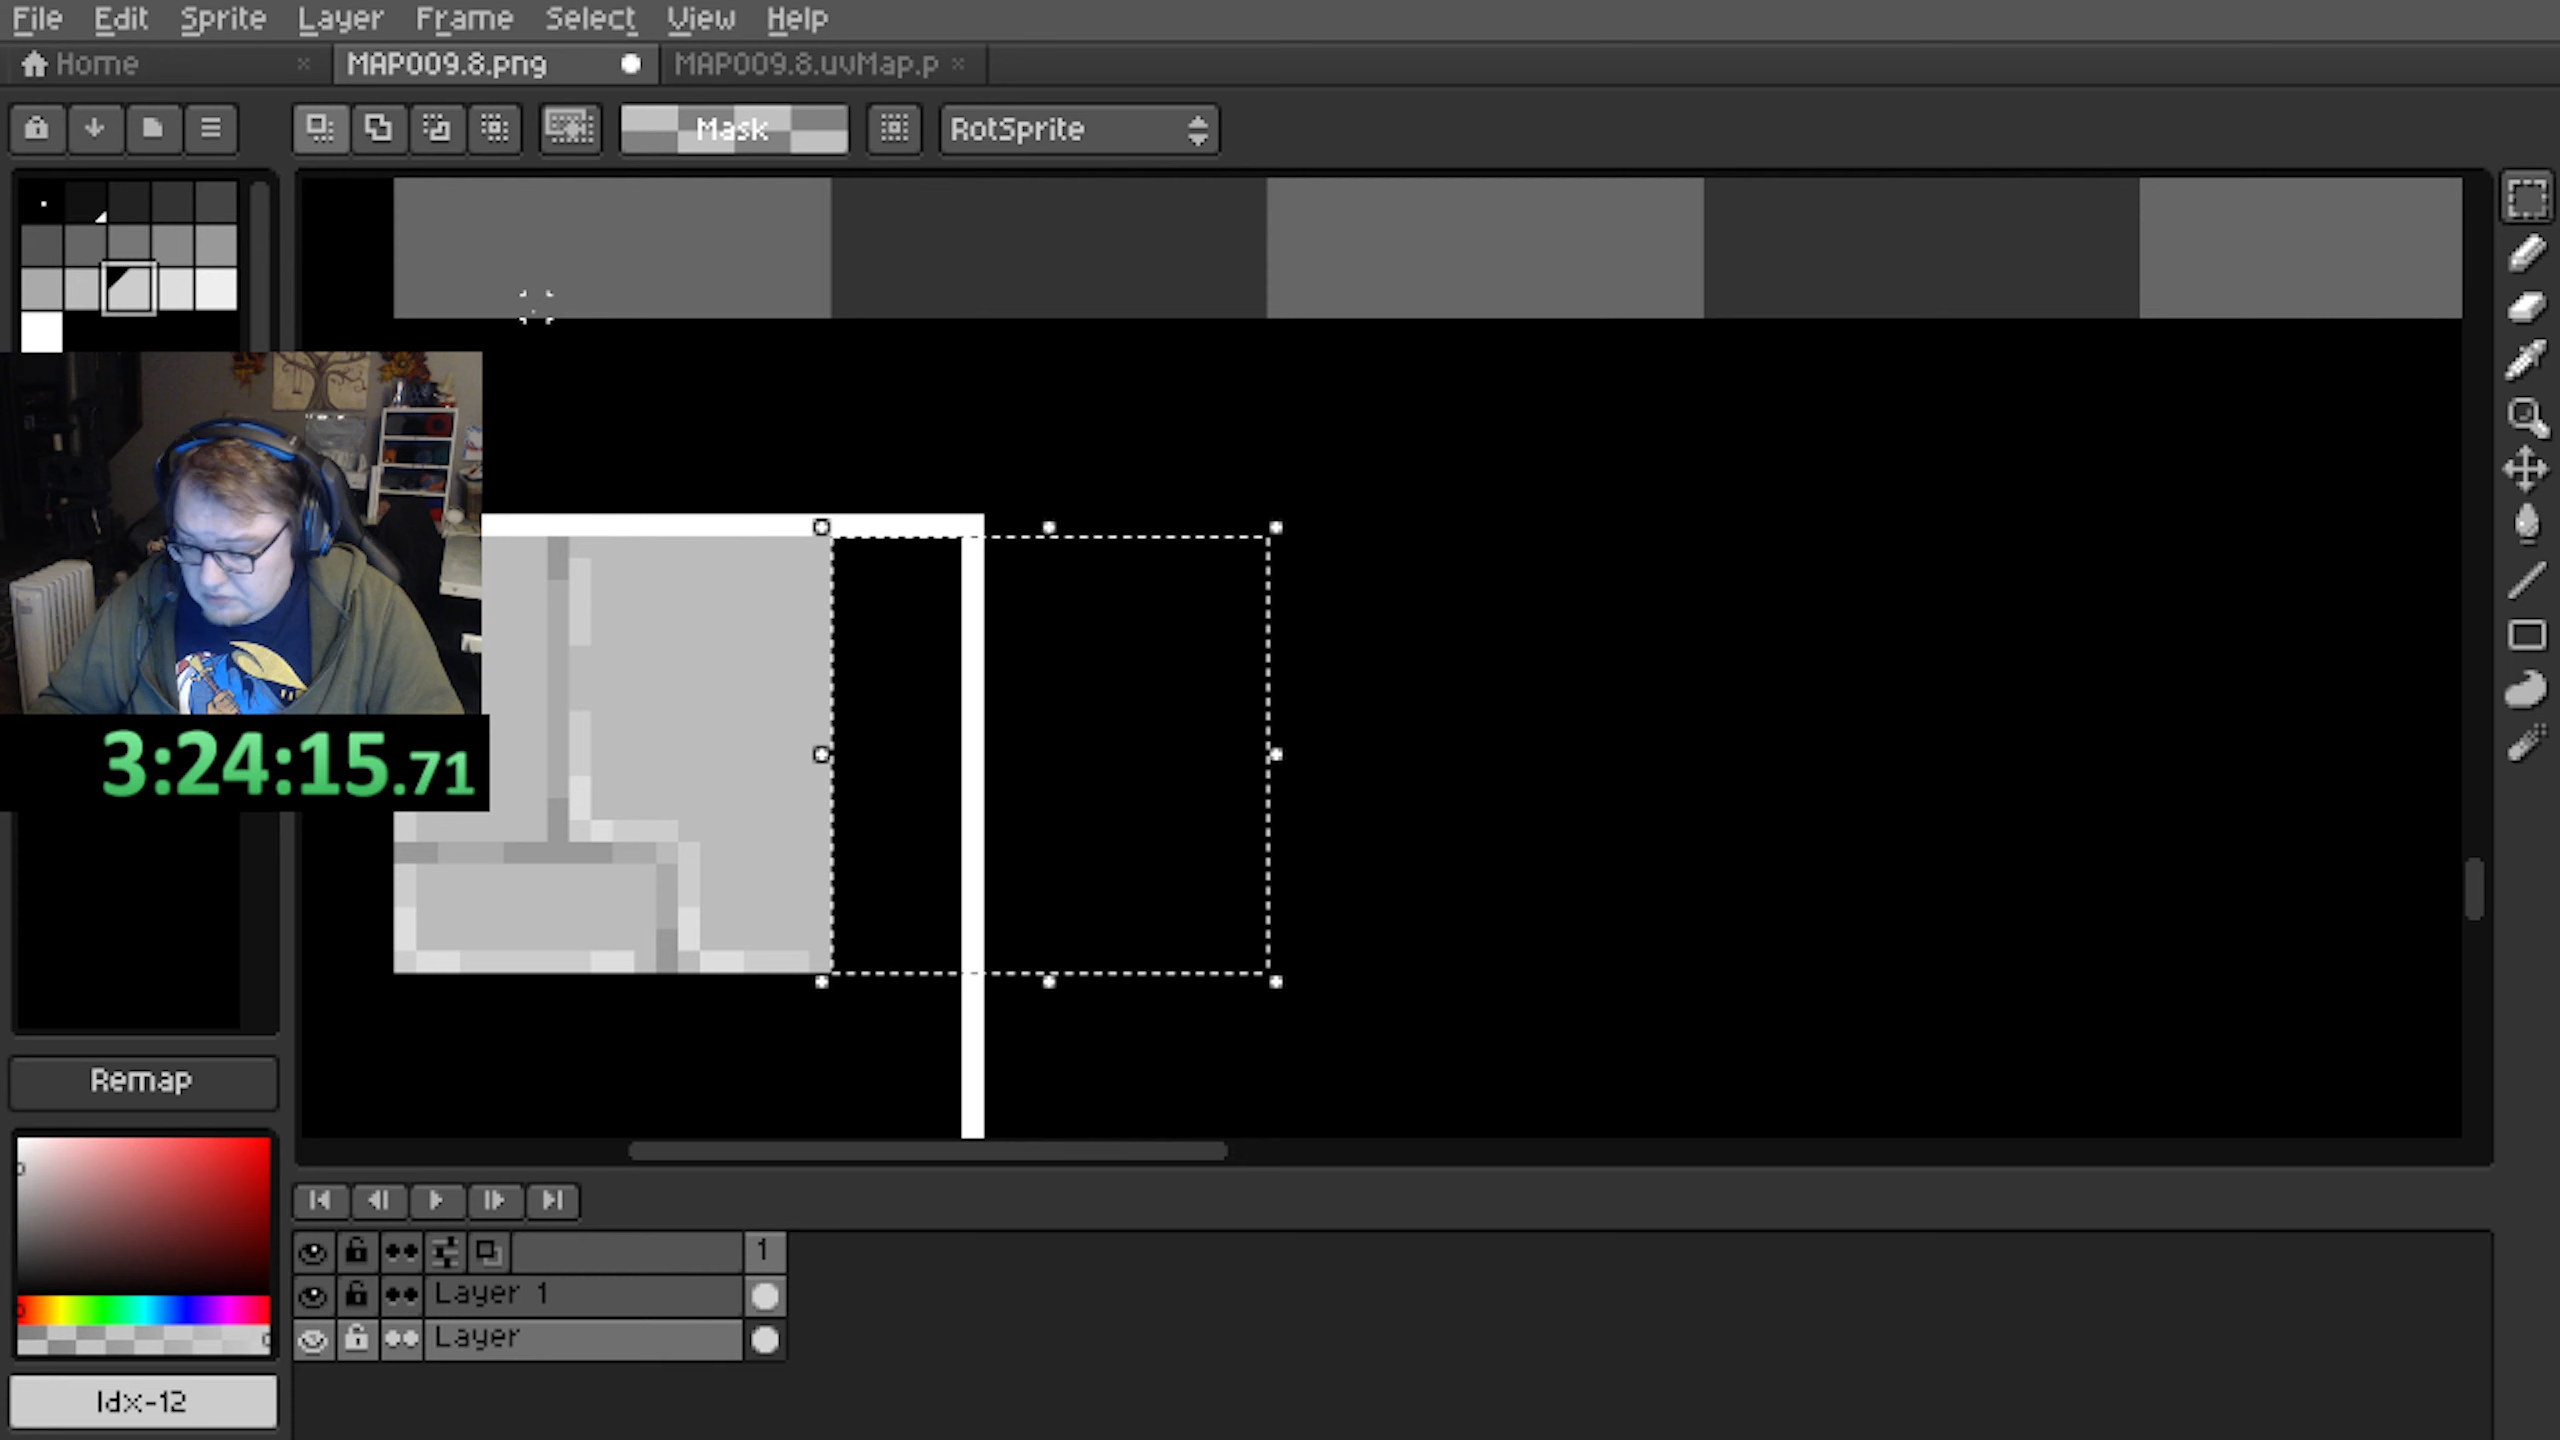 File Edit Sprite Layer Frame Select View Help
Home MAP009.8.png MAP009.8.uvMap.p
Mask RotSprite
3:24:15.71
Remap
1
Layer 1
Layer
Idx-12